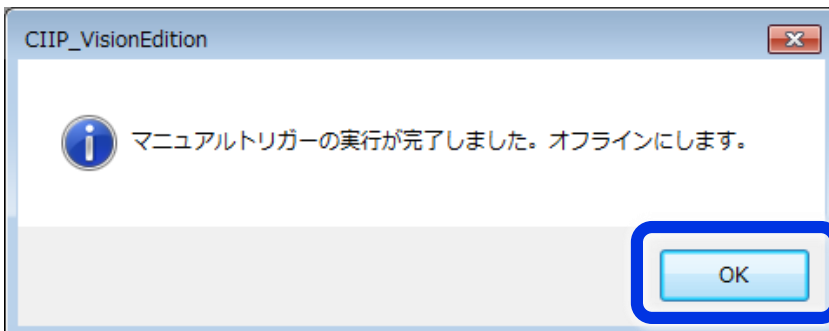 CIIP_VisionEdition
マニュアルトリガーの実行が完了しました。オフラインにします。
OK